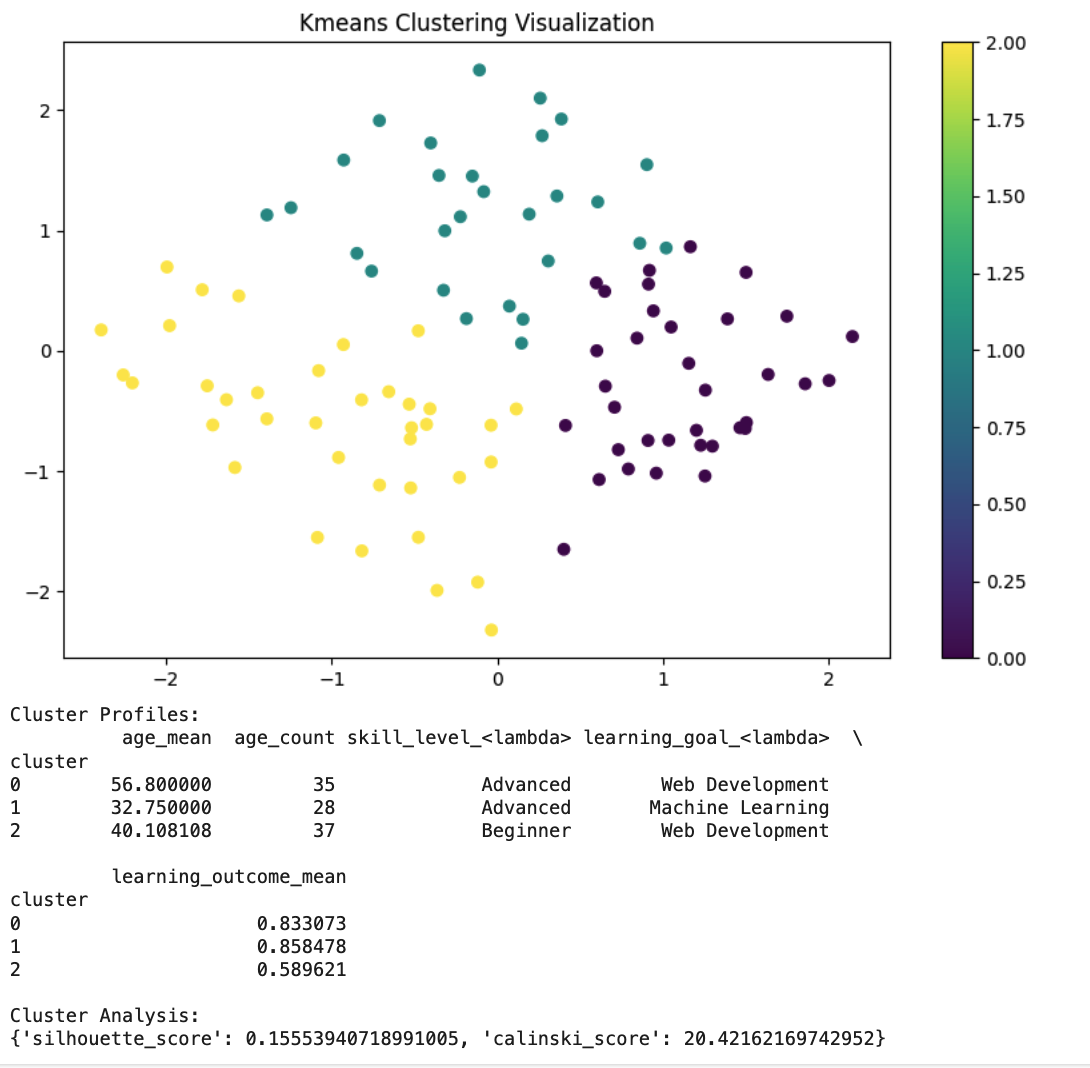 Kmeans Clustering Visualization
2
1
0
−1
−2
−2
−1
0
1
2
2.00
1.75
1.50
1.25
1.00
0.75
0.50
0.25
0.00
Cluster Profiles:
age_mean age_count skill_level_<lambda> learning_goal_<lambda> \
cluster
0 56.800000 35 Advanced Web Development
1 32.750000 28 Advanced Machine Learning
2 40.108108 37 Beginner Web Development
learning_outcome_mean
cluster
0 0.833073
1 0.858478
2 0.589621
Cluster Analysis:
{'silhouette_score': 0.15553940718991005, 'calinski_score': 20.42162169742952}